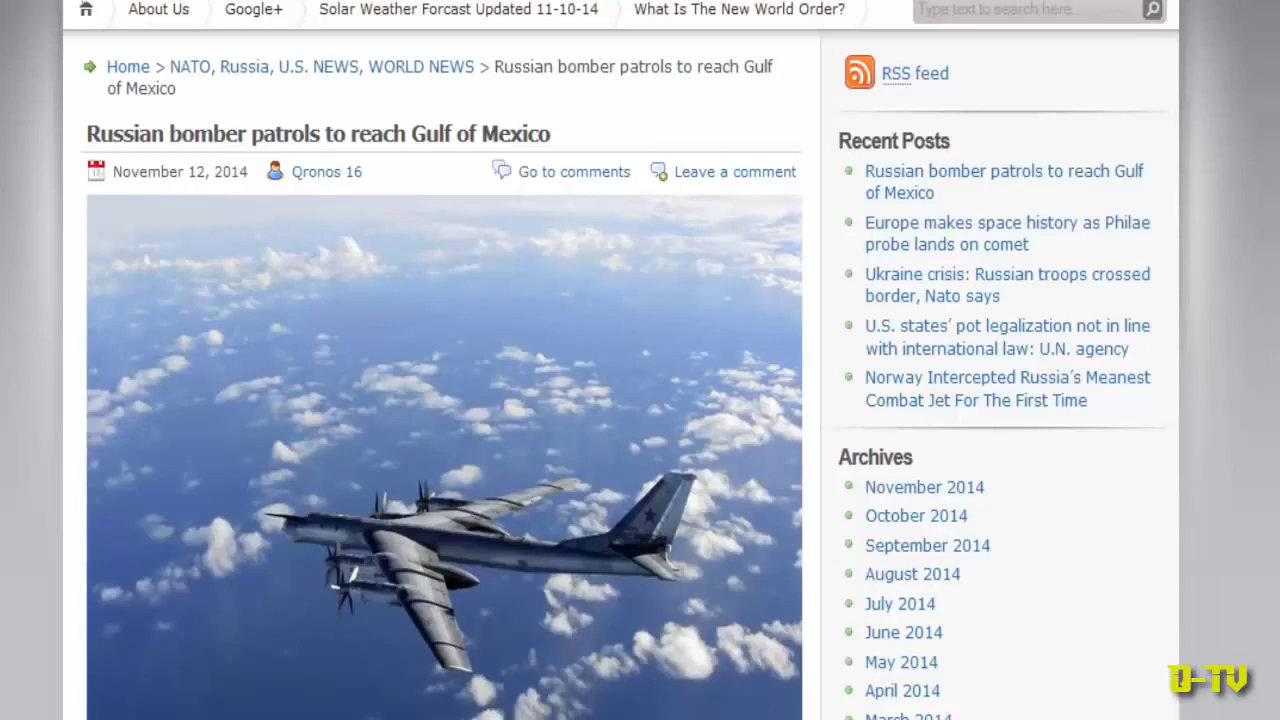 About Us
Google+
Solar Weather Forcast Updated 11-10-14
What Is The New World Order?
Type text to search here...
Home > NATO, Russia, U.S. NEWS, WORLD NEWS > Russian bomber patrols to reach Gulf
of Mexico
Russian bomber patrols to reach Gulf of Mexico
November 12, 2014
Qronos 16
Go to comments
Leave a comment
RSS feed
Recent Posts
Russian bomber patrols to reach Gulf
of Mexico
Europe makes space history as Philae
probe lands on comet
Ukraine crisis: Russian troops crossed
border, Nato says
U.S. states’ pot legalization not in line
with international law: U.N. agency
Norway Intercepted Russia’s Meanest
Combat Jet For The First Time
Archives
November 2014
October 2014
September 2014
August 2014
July 2014
June 2014
May 2014
April 2014
March 2014